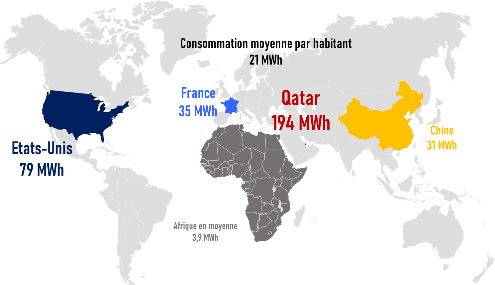 Consommation moyenne par habitant
21 MWh
France
35 MWh
Qatar
194 MWh
Chine
31 MWh
Etats-Unis
79 MWh
Afrique en moyenne
3,9 MWh